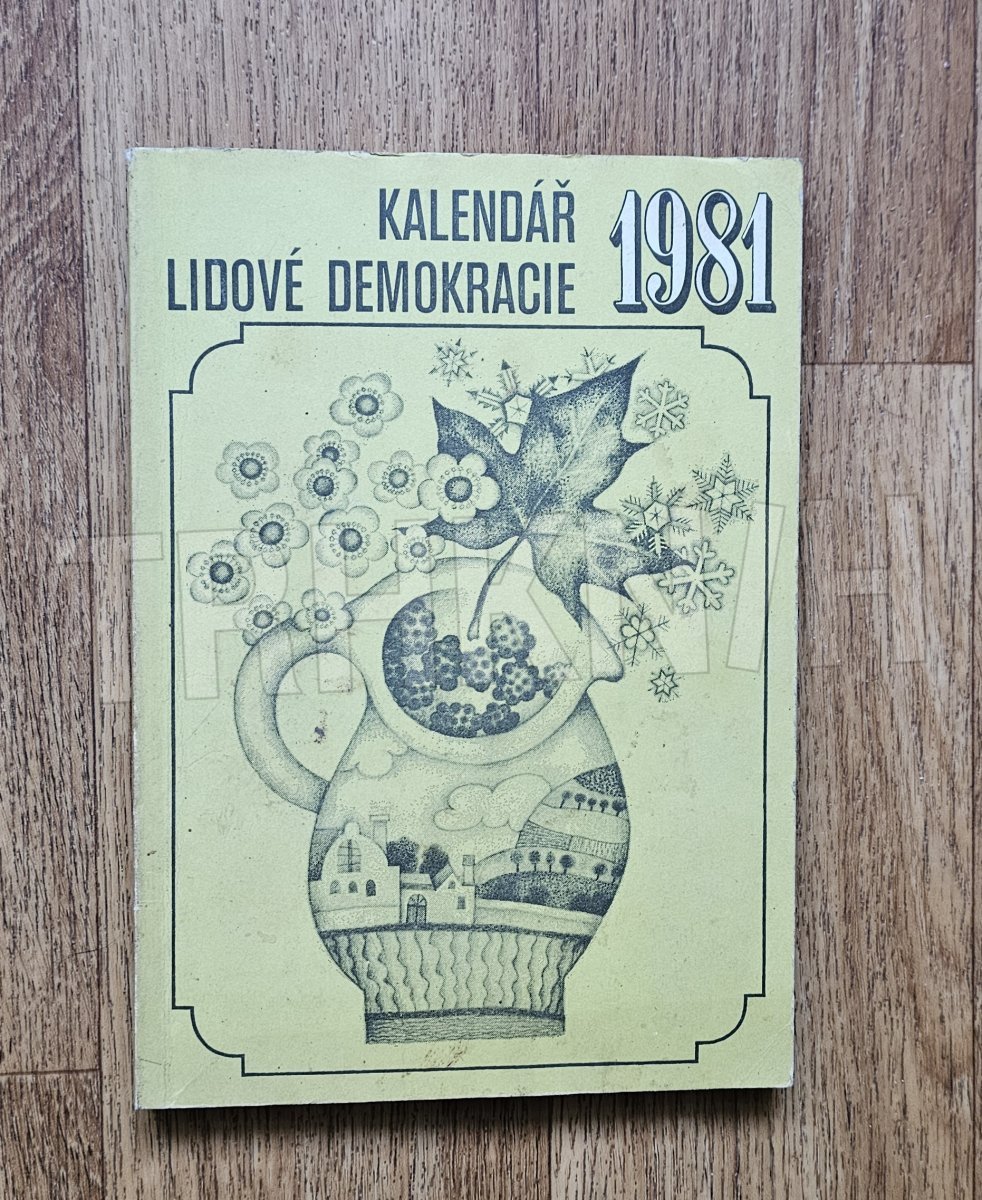 KALENDÁŘ
LIDOVÉ DEMOKRACIE
1981